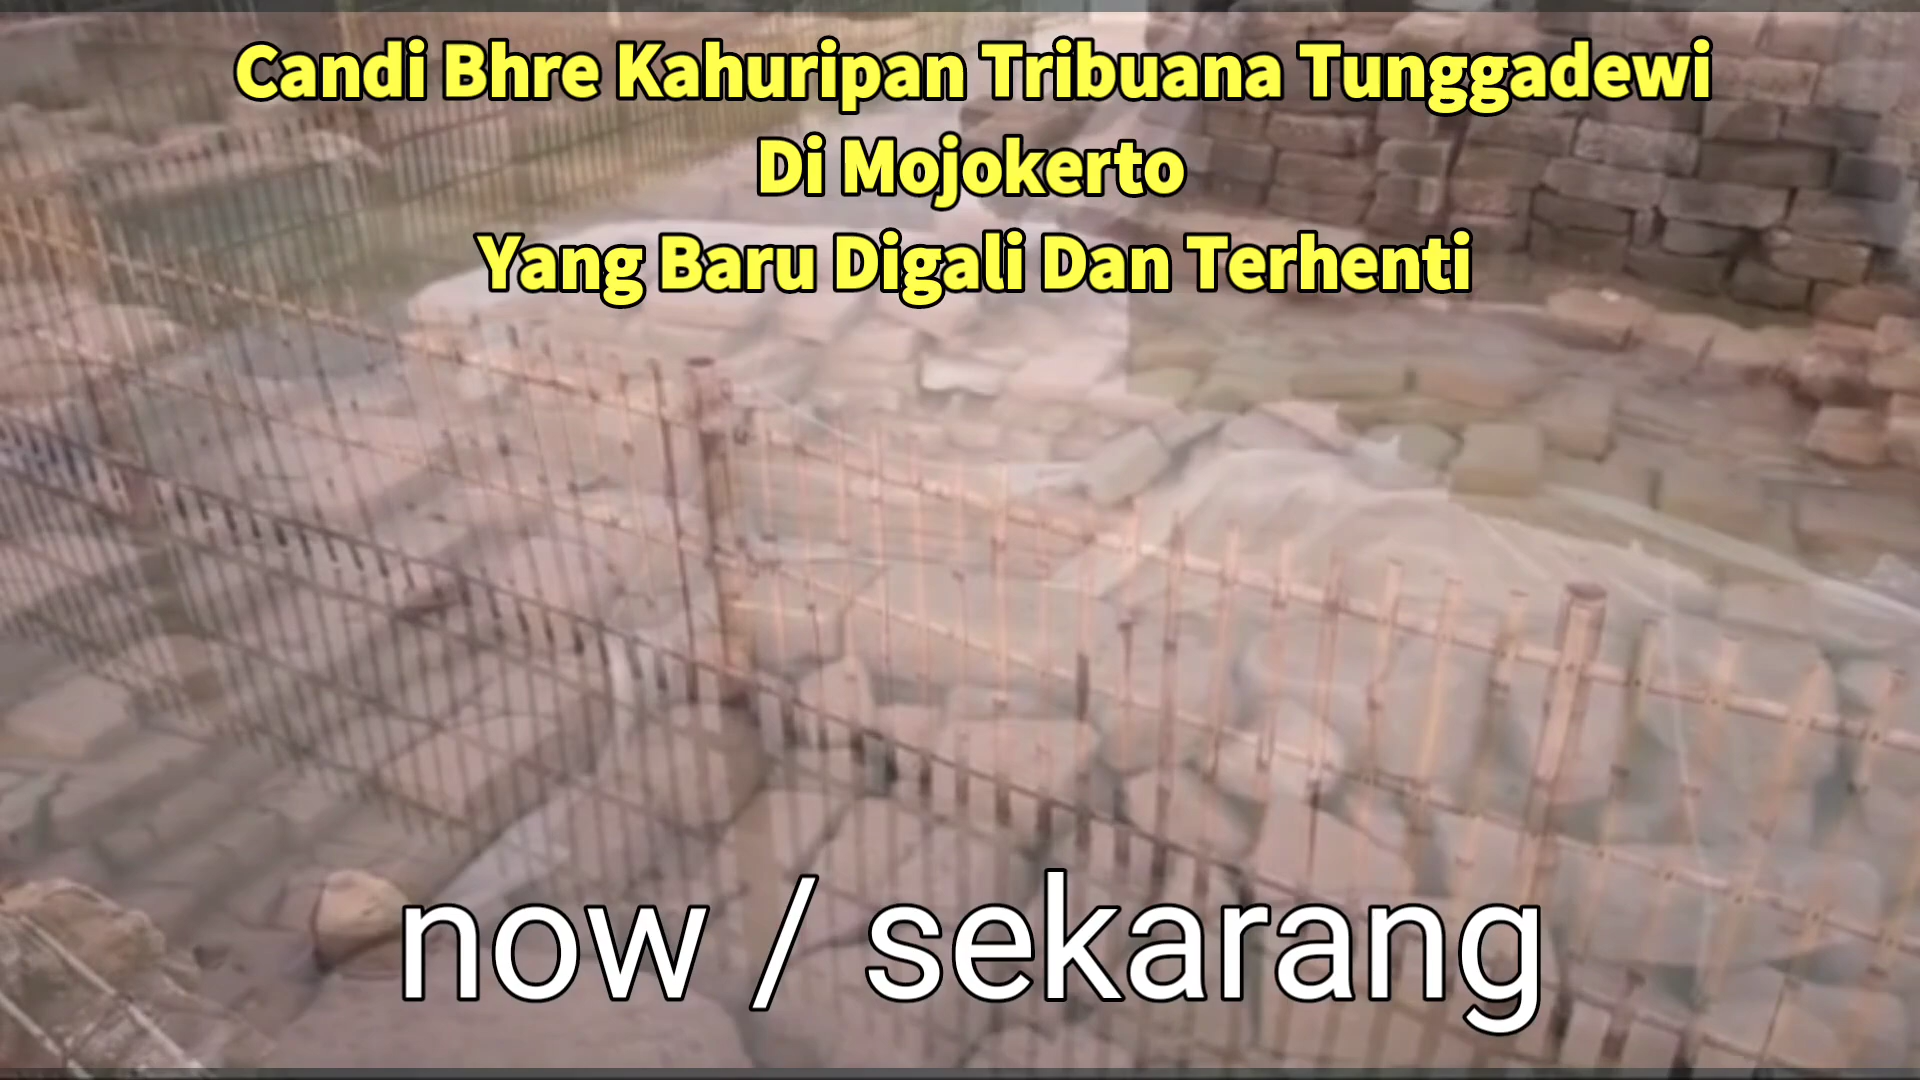 Candi Bhre Kahuripan Tribuana Tunggadewi
Di Mojokerto
Yang Baru Digali Dan Terhenti
now / sekarang